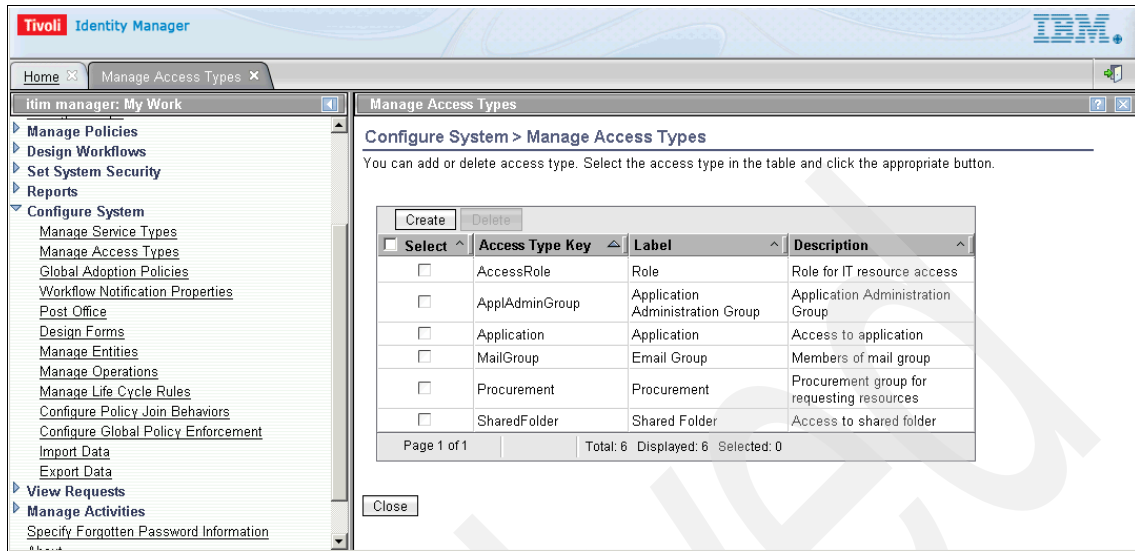 Tivoli Identity Manager
IBM.
Home
Manage Access Types
itim manager: My Work
Manage Policies
Design Workflows
Set System Security
Reports
Configure System
Manage Service Types
Manage Access Types
Global Adoption Policies
Workflow Notification Properties
Post Office
Design Forms
Manage Entities
Manage Operations
Manage Life Cycle Rules
Configure Policy Join Behaviors
Configure Global Policy Enforcement
Import Data
Export Data
View Requests
Manage Activities
Specify Forgotten Password Information
Manage Access Types
Configure System > Manage Access Types
You can add or delete access type. Select the access type in the table and click the appropriate button.
Create Delete
Select Access Type Key Label Description
AccessRole Role Role for IT resource access
ApplAdminGroup Application Administration Group Application Administration Group
Application Application Access to application
MailGroup Email Group Members of mail group
Procurement Procurement Procurement group for requesting resources
SharedFolder Shared Folder Access to shared folder
Page 1 of 1 Total: 6 Displayed: 6 Selected: 0
Close